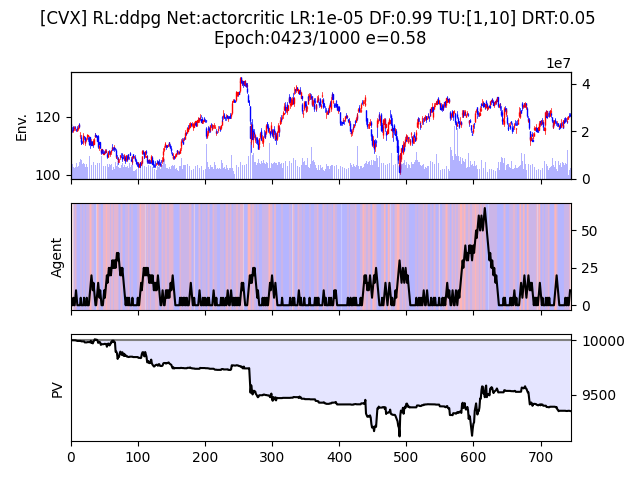 [CVX] RL:ddpg Net:actorcritic LR:1e-05 DF:0.99 TU:[1,10] DRT:0.05
Epoch:0423/1000 e=0.58
1e7
Env.
120
100
4
2
0
Agent
50
25
0
PV
10000
9500
0 100 200 300 400 500 600 700